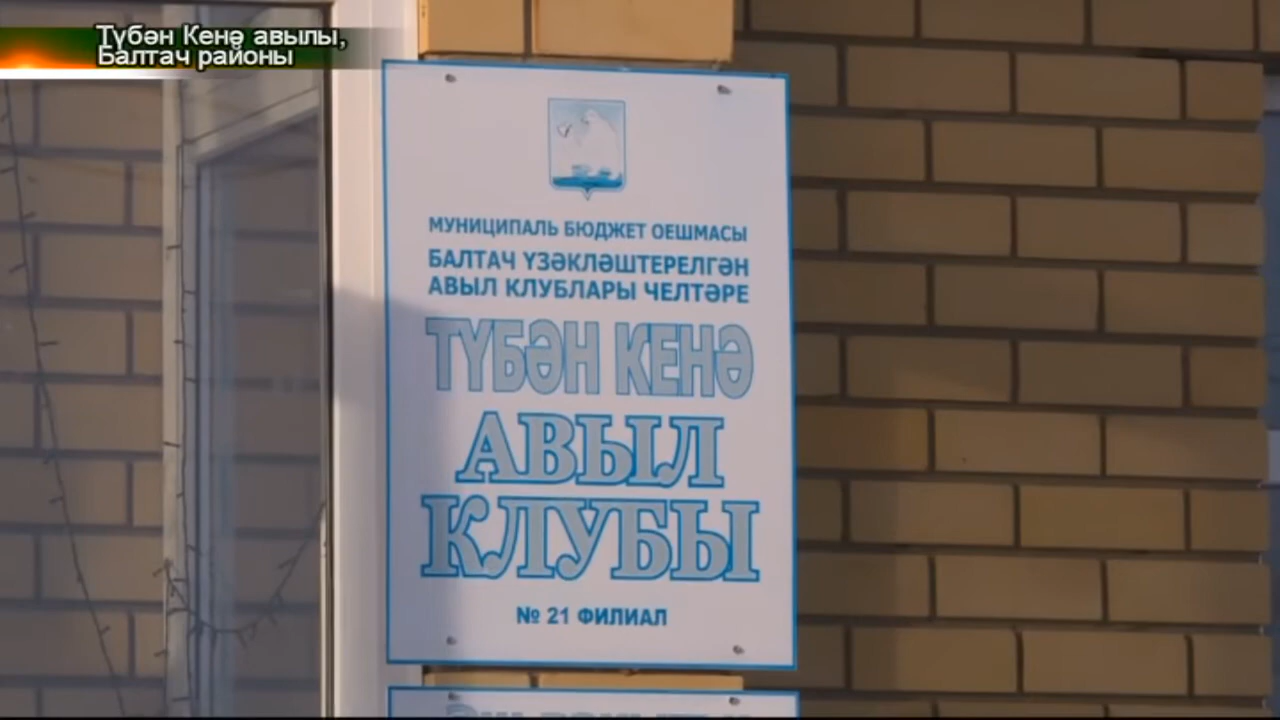 Түбән Кенә авылы,
Балтач районы
МУНИЦИПАЛЬ БЮДЖЕТ ОЕШМАСЫ
БАЛТАЧ ҮЗӘКЛӘШТЕРЕЛГӘН
АВЫЛ КЛУБЛАРЫ ЧЕЛТӘРЕ
ТҮБӘН КЕНӘ
АВЫЛ
КЛУБЫ
№ 21 ФИЛИАЛ